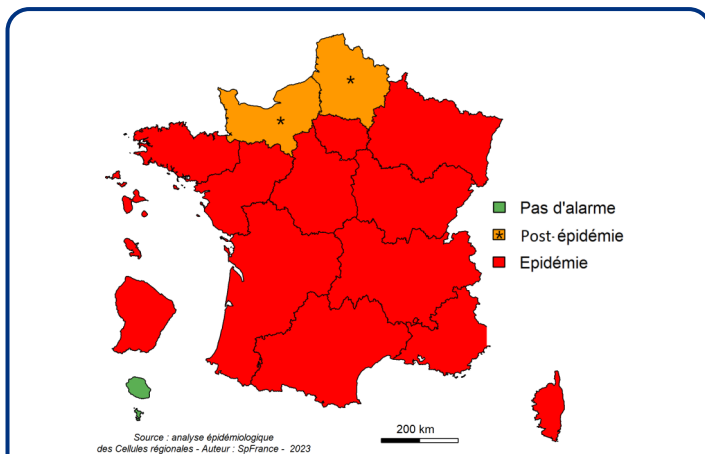 *
*
Pas d'alarme
* Post-épidémie
Epidémie
200 km
Source : analyse épidémiologique
des Cellules régionales - Auteur : SpFrance - 2023